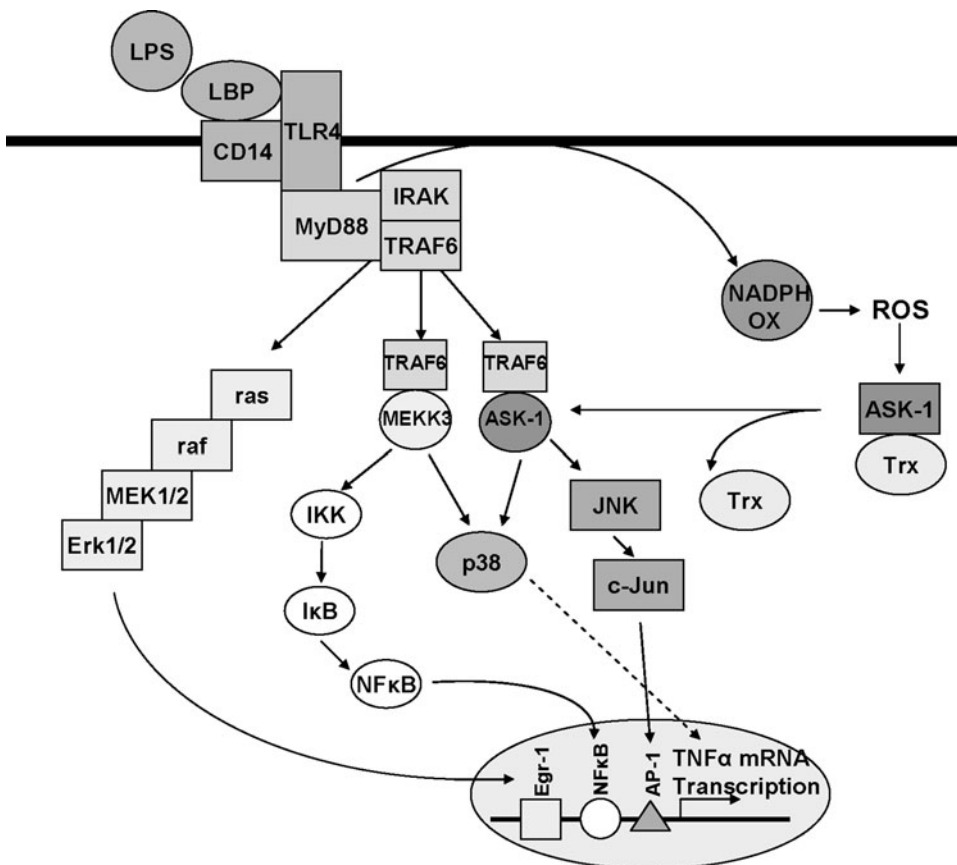 LPS
LBP
TLR4
CD14
IRAK
MyD88
TRAF6
NADPH
OX
ROS
TRAF6
TRAF6
ras
MEKK3
ASK-1
ASK-1
raf
Trx
MEK1/2
IKK
JNK
Trx
Erk1/2
p38
c-Jun
IκB
NFκB
Egr-1
NFκB
AP-1
TNFα mRNA
Transcription